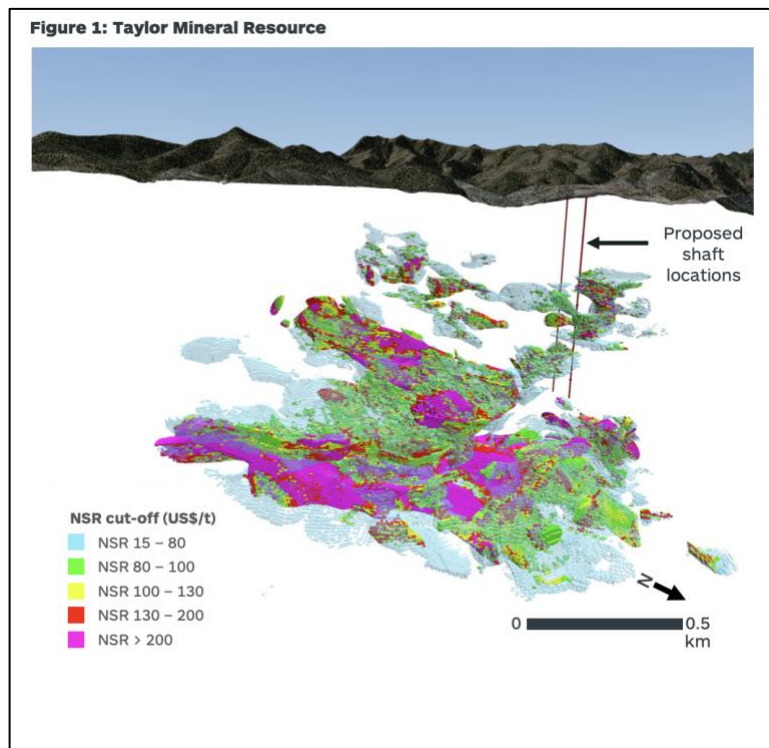 Figure 1: Taylor Mineral Resource
Proposed
shaft
locations
NSR cut-off (US$/t)
NSR 15 – 80
NSR 80 – 100
NSR 100 – 130
NSR 130 – 200
NSR > 200
N
0 0.5
km